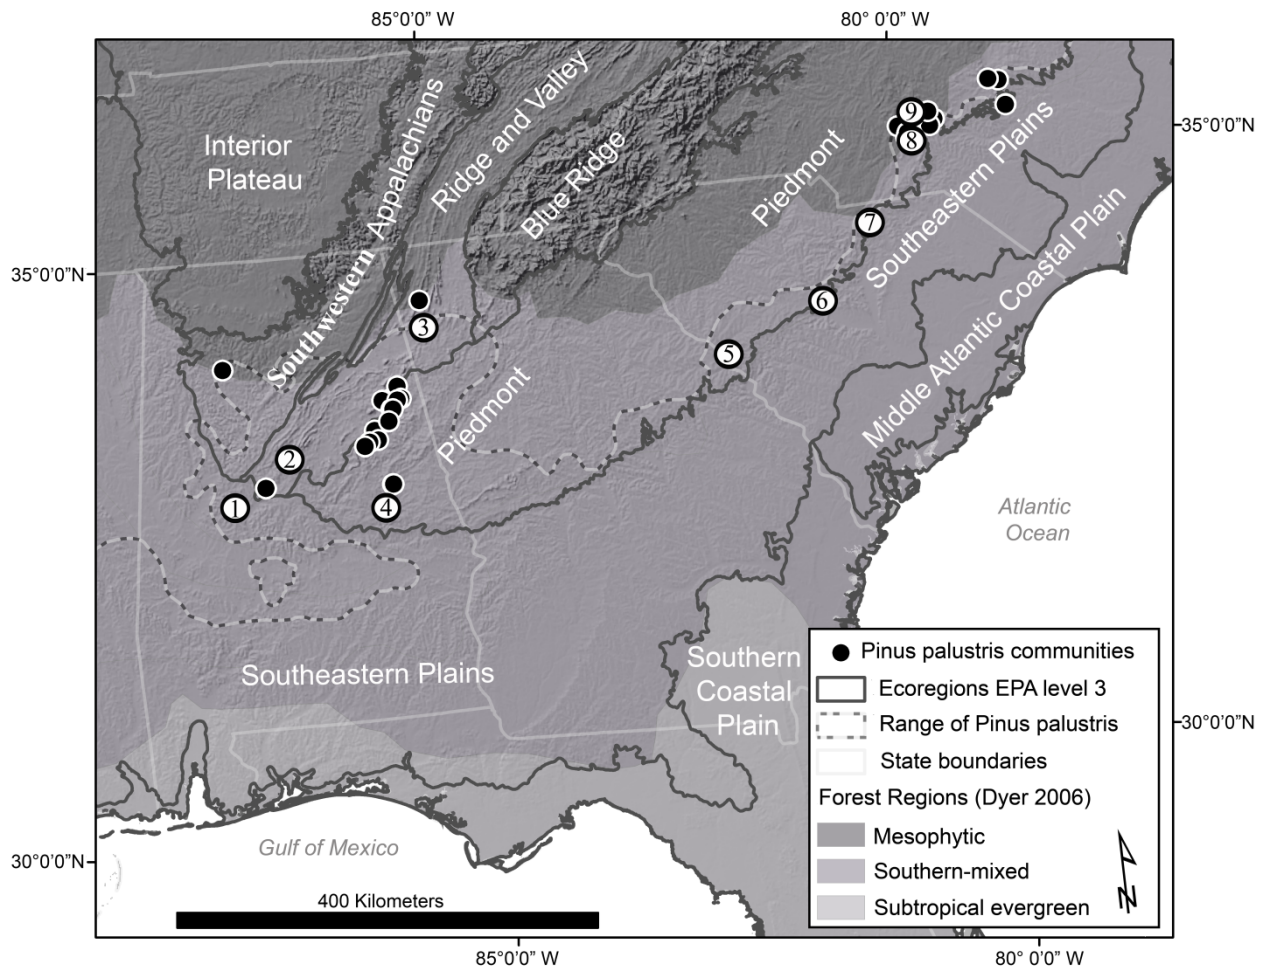 85°0'0" W
80° 0'0" W
Interior
Plateau
Southwestern Appalachians
Ridge and Valley
Blue Ridge
Piedmont
Southeastern Plains
Middle Atlantic Coastal Plain
35°0'0"N
35°0'0"N
9
8
7
6
5
3
2
1
4
Piedmont
Atlantic
Ocean
Southeastern Plains
Southern
Coastal
Plain
30°0'0"N
30°0'0"N
Gulf of Mexico
400 Kilometers
Pinus palustris communities
Ecoregions EPA level 3
Range of Pinus palustris
State boundaries
Forest Regions (Dyer 2006)
Mesophytic
Southern-mixed
Subtropical evergreen
N
85°0'0" W
80° 0'0" W